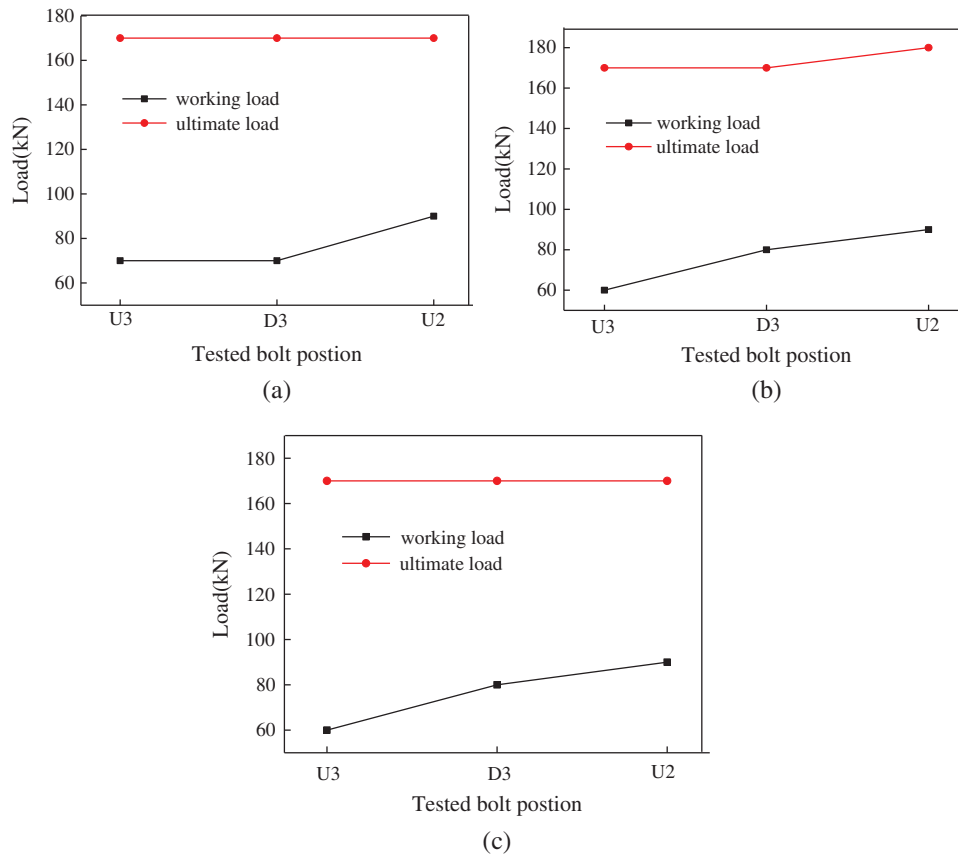 180
160
140
120
100
80
60
Load(kN)
working load
ultimate load
U3 D3 U2
Tested bolt postion
(a)
180
160
140
120
100
80
60
Load(kN)
working load
ultimate load
U3 D3 U2
Tested bolt postion
(b)
180
160
140
120
100
80
60
Load(kN)
working load
ultimate load
U3 D3 U2
Tested bolt postion
(c)